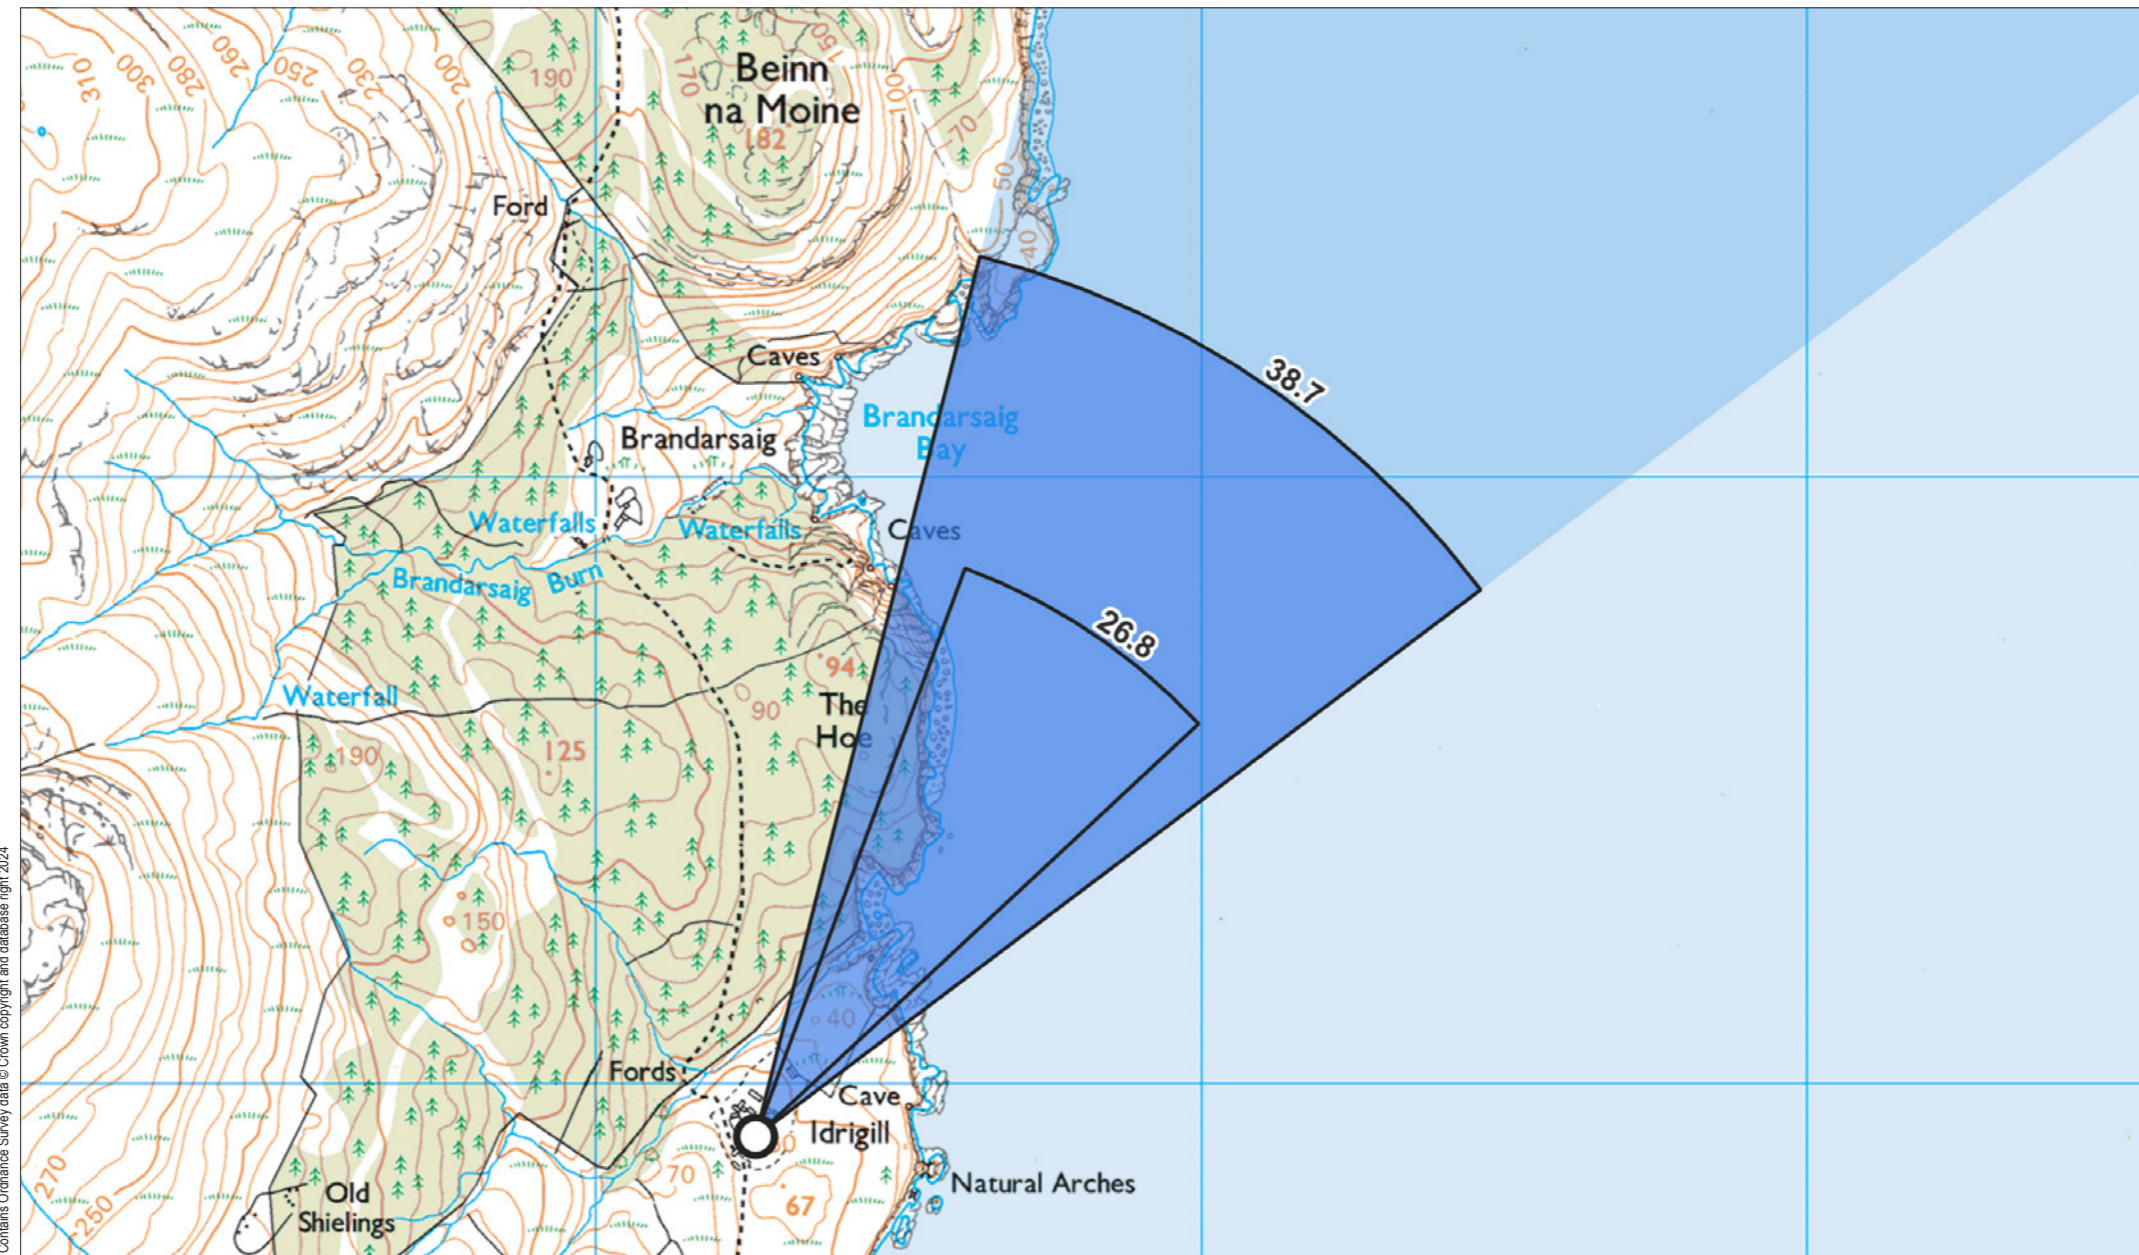 310
300
280
260
250
230
200
190
170
150
Beinn
na Moine
182
100
70
50
40
Ford
38.7
Caves
Brandarsaig
Bay
Brandarsaig
Waterfalls
Waterfalls
Caves
Brandarsaig Burn
26.8
94
Waterfall
90
The
Hoe
190
125
150
40
Fords
Cave
Idrigill
70
Natural Arches
67
270
250
Old
Shielings
Contains Ordnance Survey data © Crown copyright and database right 2024